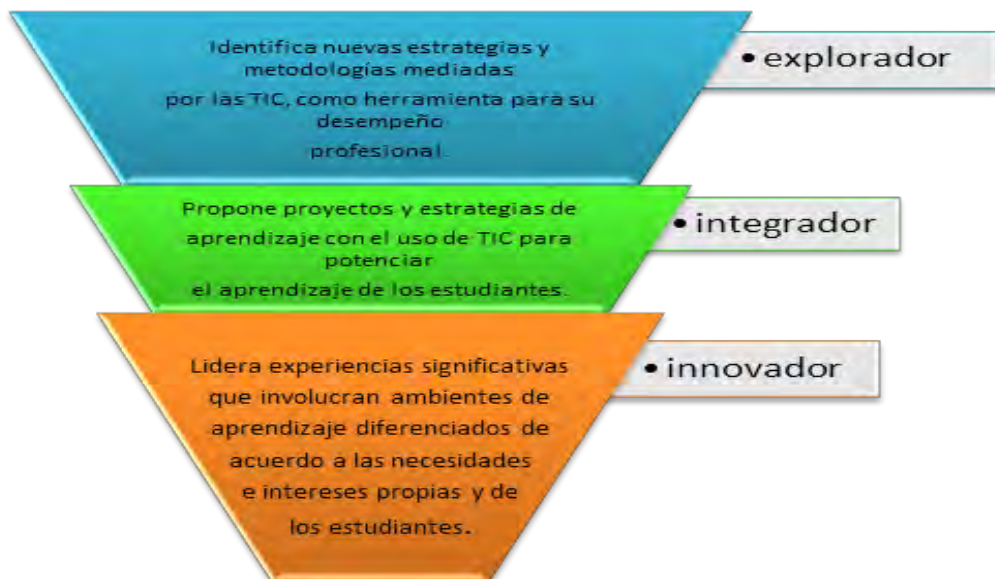 Identifica nuevas estrategias y
metodologías mediadas
por las TIC, como herramienta para su
desempeño
profesional.
• explorador
Propone proyectos y estrategias de
aprendizaje con el uso de TIC para
potenciar
el aprendizaje de los estudiantes.
• integrador
Lidera experiencias significativas
que involucran ambientes de
aprendizaje diferenciados de
acuerdo a las necesidades
e intereses propias y de
los estudiantes.
• innovador